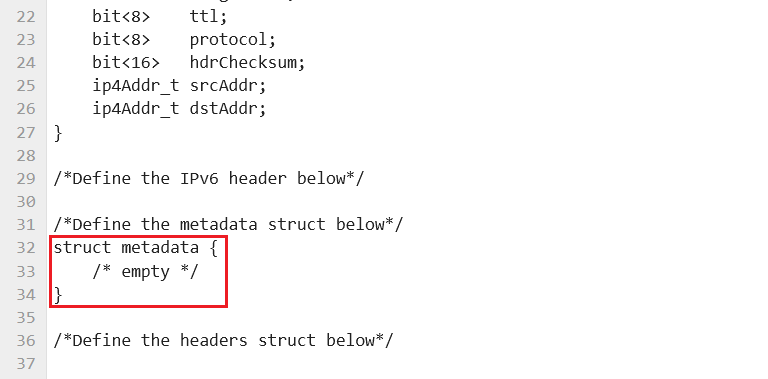 22 bit<8> ttl;
23 bit<8> protocol;
24 bit<16> hdrChecksum;
25 ip4Addr_t srcAddr;
26 ip4Addr_t dstAddr;
27 }
28
29 /*Define the IPv6 header below*/
30
31 /*Define the metadata struct below*/
32 struct metadata {
33 /* empty */
34 }
35
36 /*Define the headers struct below*/
37